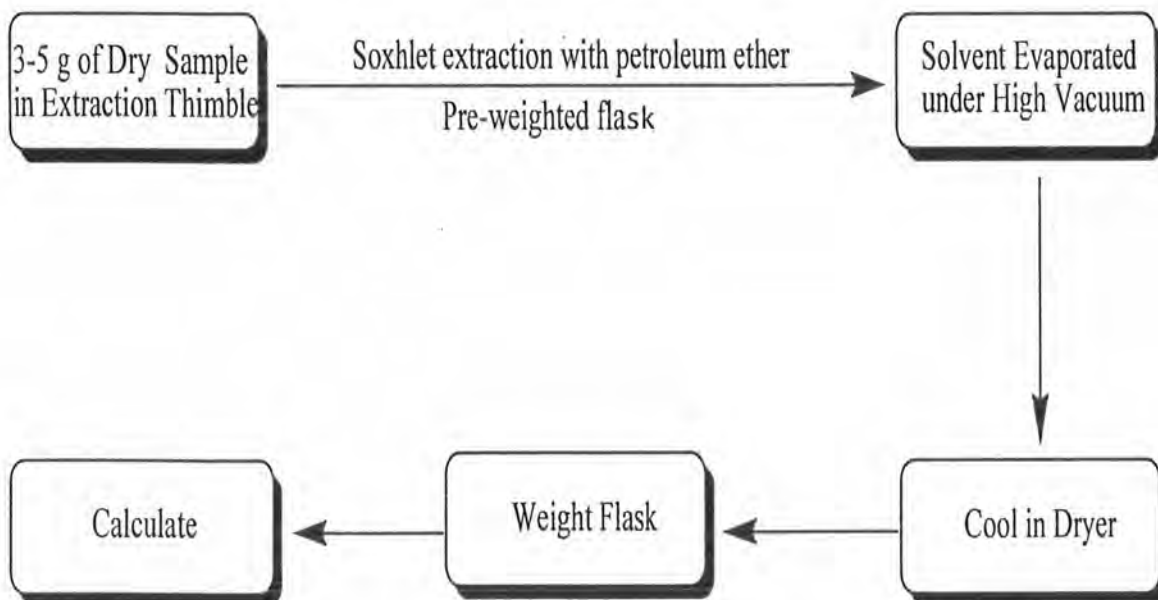 3-5 g of Dry Sample
in Extraction Thimble
Soxhlet extraction with petroleum ether
Pre-weighted flask
Solvent Evaporated
under High Vacuum
Cool in Dryer
Weight Flask
Calculate